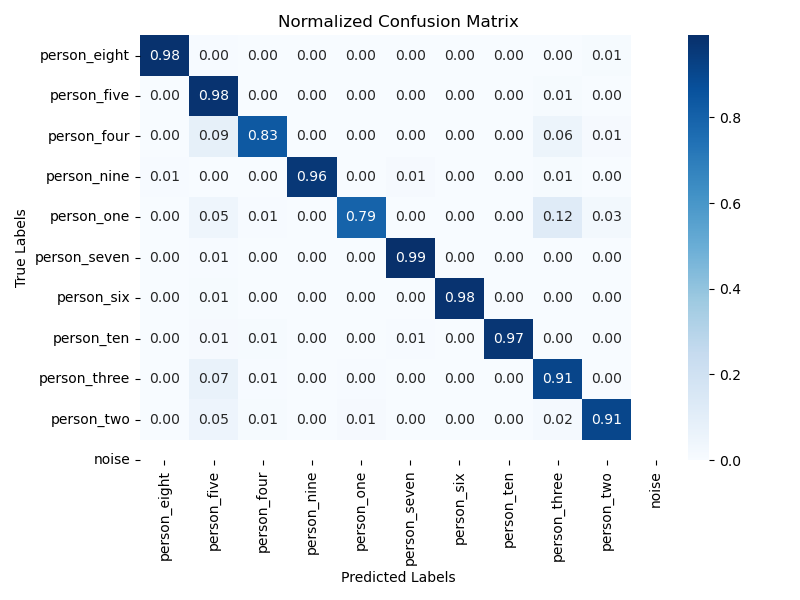 Normalized Confusion Matrix
True Labels
person_eight 0.98 0.00 0.00 0.00 0.00 0.00 0.00 0.00 0.00 0.01
person_five 0.00 0.98 0.00 0.00 0.00 0.00 0.00 0.00 0.01 0.00
person_four 0.00 0.09 0.83 0.00 0.00 0.00 0.00 0.00 0.06 0.01
person_nine 0.01 0.00 0.00 0.96 0.00 0.01 0.00 0.00 0.01 0.00
person_one 0.00 0.05 0.01 0.00 0.79 0.00 0.00 0.00 0.12 0.03
person_seven 0.00 0.01 0.00 0.00 0.00 0.99 0.00 0.00 0.00 0.00
person_six 0.00 0.01 0.00 0.00 0.00 0.00 0.98 0.00 0.00 0.00
person_ten 0.00 0.01 0.01 0.00 0.00 0.01 0.00 0.97 0.00 0.00
person_three 0.00 0.07 0.01 0.00 0.00 0.00 0.00 0.00 0.91 0.00
person_two 0.00 0.05 0.01 0.00 0.01 0.00 0.00 0.00 0.02 0.91
noise
person_eight person_five person_four person_nine person_one person_seven person_six person_ten person_three person_two noise
Predicted Labels
0.8
0.6
0.4
0.2
0.0